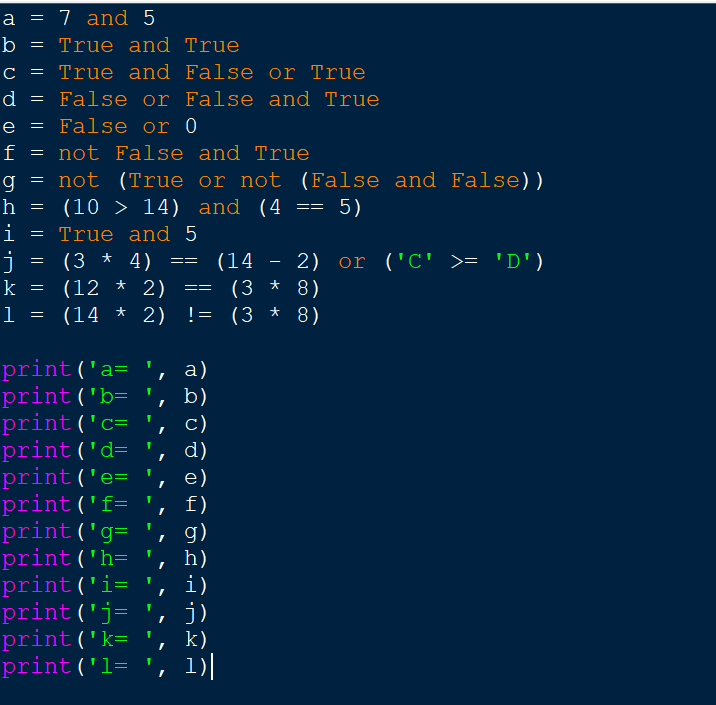 a = 7 and 5
b = True and True
c = True and False or True
d = False or False and True
e = False or 0
f = not False and True
g = not (True or not (False and False))
h = (10 > 14) and (4 == 5)
i = True and 5
j = (3 * 4) == (14 - 2) or ('C' >= 'D')
k = (12 * 2) == (3 * 8)
l = (14 * 2) != (3 * 8)

print('a= ', a)
print('b= ', b)
print('c= ', c)
print('d= ', d)
print('e= ', e)
print('f= ', f)
print('g= ', g)
print('h= ', h)
print('i= ', i)
print('j= ', j)
print('k= ', k)
print('l= ', l)